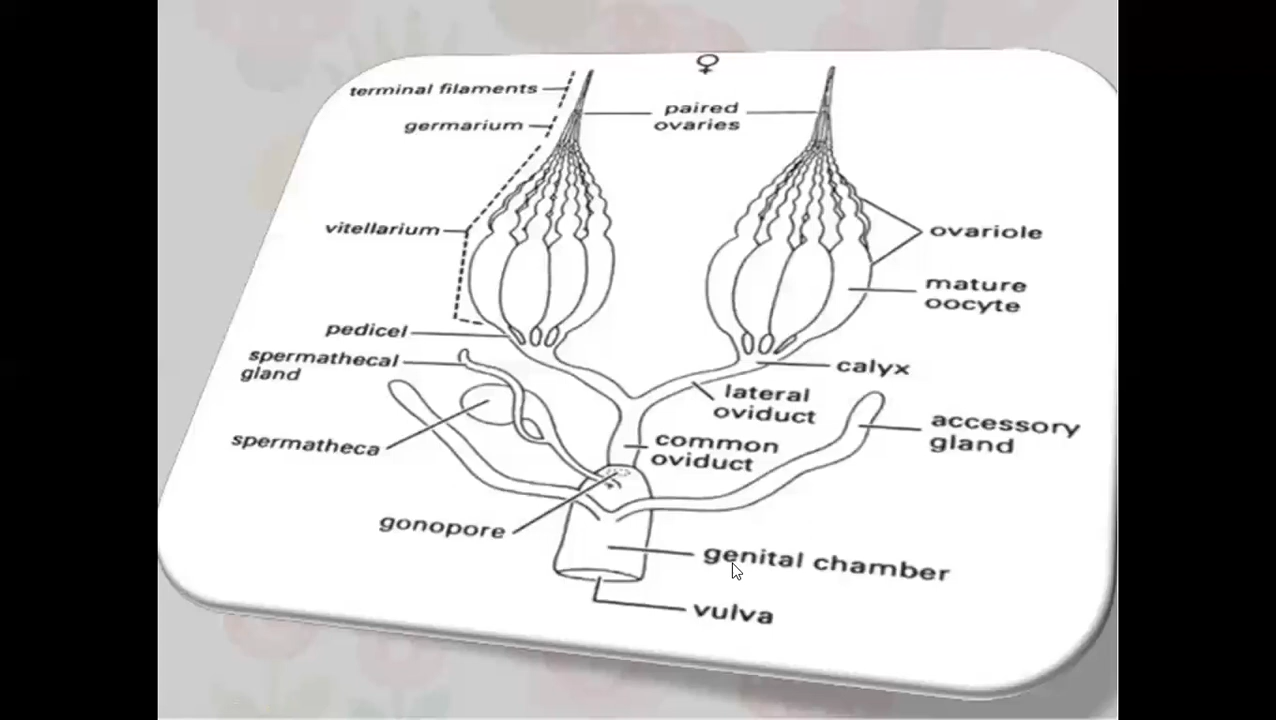 ♀
terminal filaments
paired
ovaries
germarium
vitellarium
ovariole
mature
oocyte
pedicel
spermathecal
gland
calyx
lateral
oviduct
accessory
gland
spermatheca
common
oviduct
gonopore
genital chamber
vulva